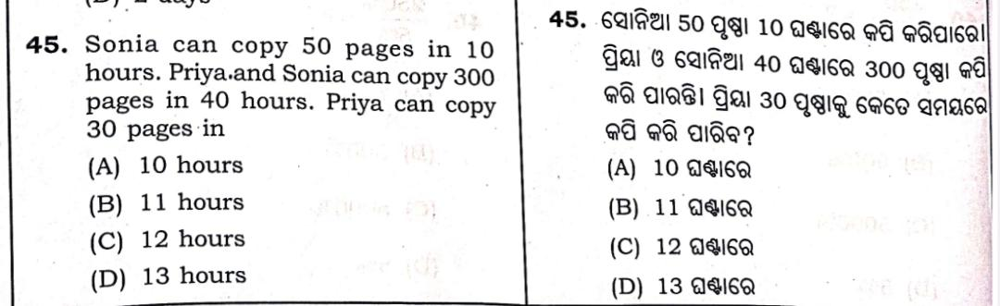 45. Sonia can copy 50 pages in 10
hours. Priya.and Sonia can copy 300
pages in 40 hours. Priya can copy
30 pages in
(A) 10 hours
(B) 11 hours
(C) 12 hours
(D) 13 hours
45. ସୋନିଆ 50 ପୃଷ୍ଠା 10 ଘଣ୍ଟାରେ କପି କରିପାରେ।
ପ୍ରିୟା ଓ ସୋନିଆ 40 ଘଣ୍ଟାରେ 300 ପୃଷ୍ଠା କପି
କରି ପାରନ୍ତି। ପ୍ରିୟା 30 ପୃଷ୍ଠାକୁ କେତେ ସମୟରେ
କପି କରି ପାରିବ?
(A) 10 ଘଣ୍ଟାରେ
(B) 11 ଘଣ୍ଟାରେ
(C) 12 ଘଣ୍ଟାରେ
(D) 13 ଘଣ୍ଟାରେ